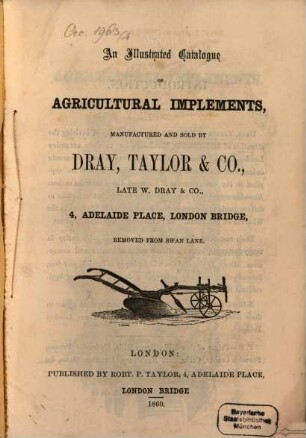 Oec. 1963/6
An Illustrated Catalogue
OF
AGRICULTURAL IMPLEMENTS,
MANUFACTURED AND SOLD BY
DRAY, TAYLOR & CO.,
LATE W. DRAY & CO.,
4, ADELAIDE PLACE, LONDON BRIDGE,
REMOVED FROM SWAN LANE.
LONDON:
PUBLISHED BY ROBT. P. TAYLOR, 4, ADELAIDE PLACE,
LONDON BRIDGE
1860.
Bayerische
Staatsbibliothek
München